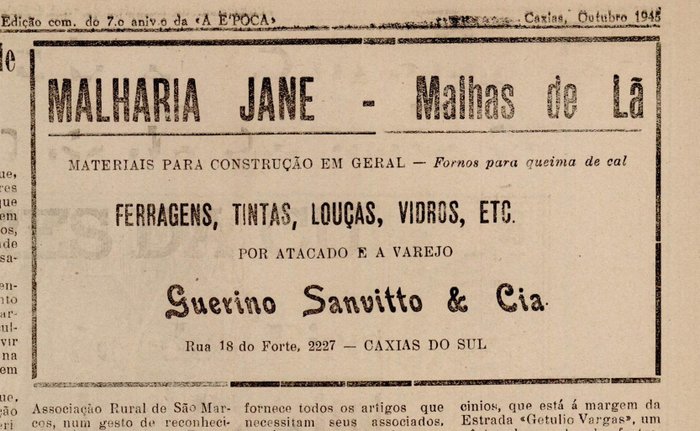 Edição com. do 7.o aniv o da «A EPOCA»
Caxias, Outubro 1945
MALHARIA JANE - Malhas de Lã
MATERIAIS PARA CONSTRUÇÃO EM GERAL — Fornos para queima de cal
FERRAGENS, TINTAS, LOUÇAS, VIDROS, ETC.
POR ATACADO E A VAREJO
Guerino Sanvitto & Cia.
Rua 18 do Forte, 2227 — CAXIAS DO SUL
Associação Rural de São Mar-
cos, num gesto de reconheci-
fornece todos os artigos que
necessitam seus associados.
cinios, que está á margem da
Estrada «Getulio Vargas», um